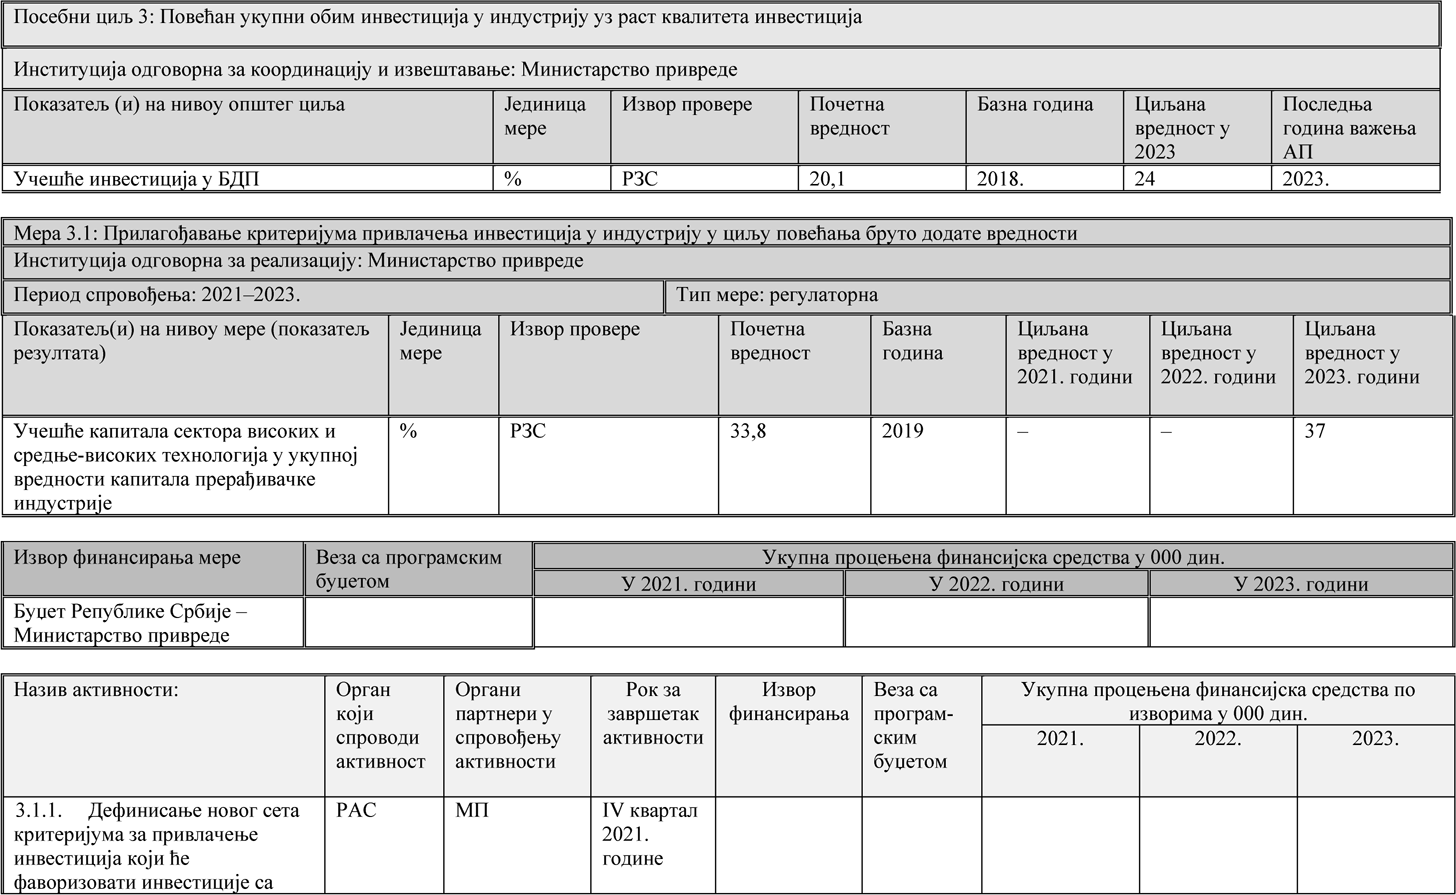 Посебни циљ 3: Повећан укупни обим инвестиција у индустрију уз раст квалитета инвестиција
Институција одговорна за координацију и извештавање: Министарство привреде
Показатељ (и) на нивоу општег циља
Јединица
мере
Извор провере
Почетна
вредност
Базна година
Циљана
вредност у
2023
Последња
година важења
АП
Учешће инвестиција у БДП
%
РЗС
20,1
2018.
24
2023.
Мера 3.1: Прилагођавање критеријума привлачења инвестиција у индустрију у циљу повећања бруто додате вредности
Институција одговорна за реализацију: Министарство привреде
Период спровођења: 2021–2023.
Тип мере: регулаторна
Показатељ(и) на нивоу мере (показатељ
резултата)
Јединица
мере
Извор провере
Почетна
вредност
Базна
година
Циљана
вредност у
2021. години
Циљана
вредност у
2022. години
Циљана
вредност у
2023. години
Учешће капитала сектора високих и
средње-високих технологија у укупној
вредности капитала прерађивачке
индустрије
%
РЗС
33,8
2019
–
–
37
Извор финансирања мере
Веза са програмским
буџетом
Укупна процењена финансијска средства у 000 дин.
У 2021. години
У 2022. години
У 2023. години
Буџет Републике Србије –
Министарство привреде
Назив активности:
Орган
који
спроводи
активност
Органи
партнери у
спровођењу
активности
Рок за
завршетак
активности
Извор
финансирања
Веза са
програм-
ским
буџетом
Укупна процењена финансијска средства по
изворима у 000 дин.
2021.
2022.
2023.
3.1.1. Дефинисање новог сета
критеријума за привлачење
инвестиција који ће
фаворизовати инвестиције са
РАС
МП
IV квартал
2021.
године